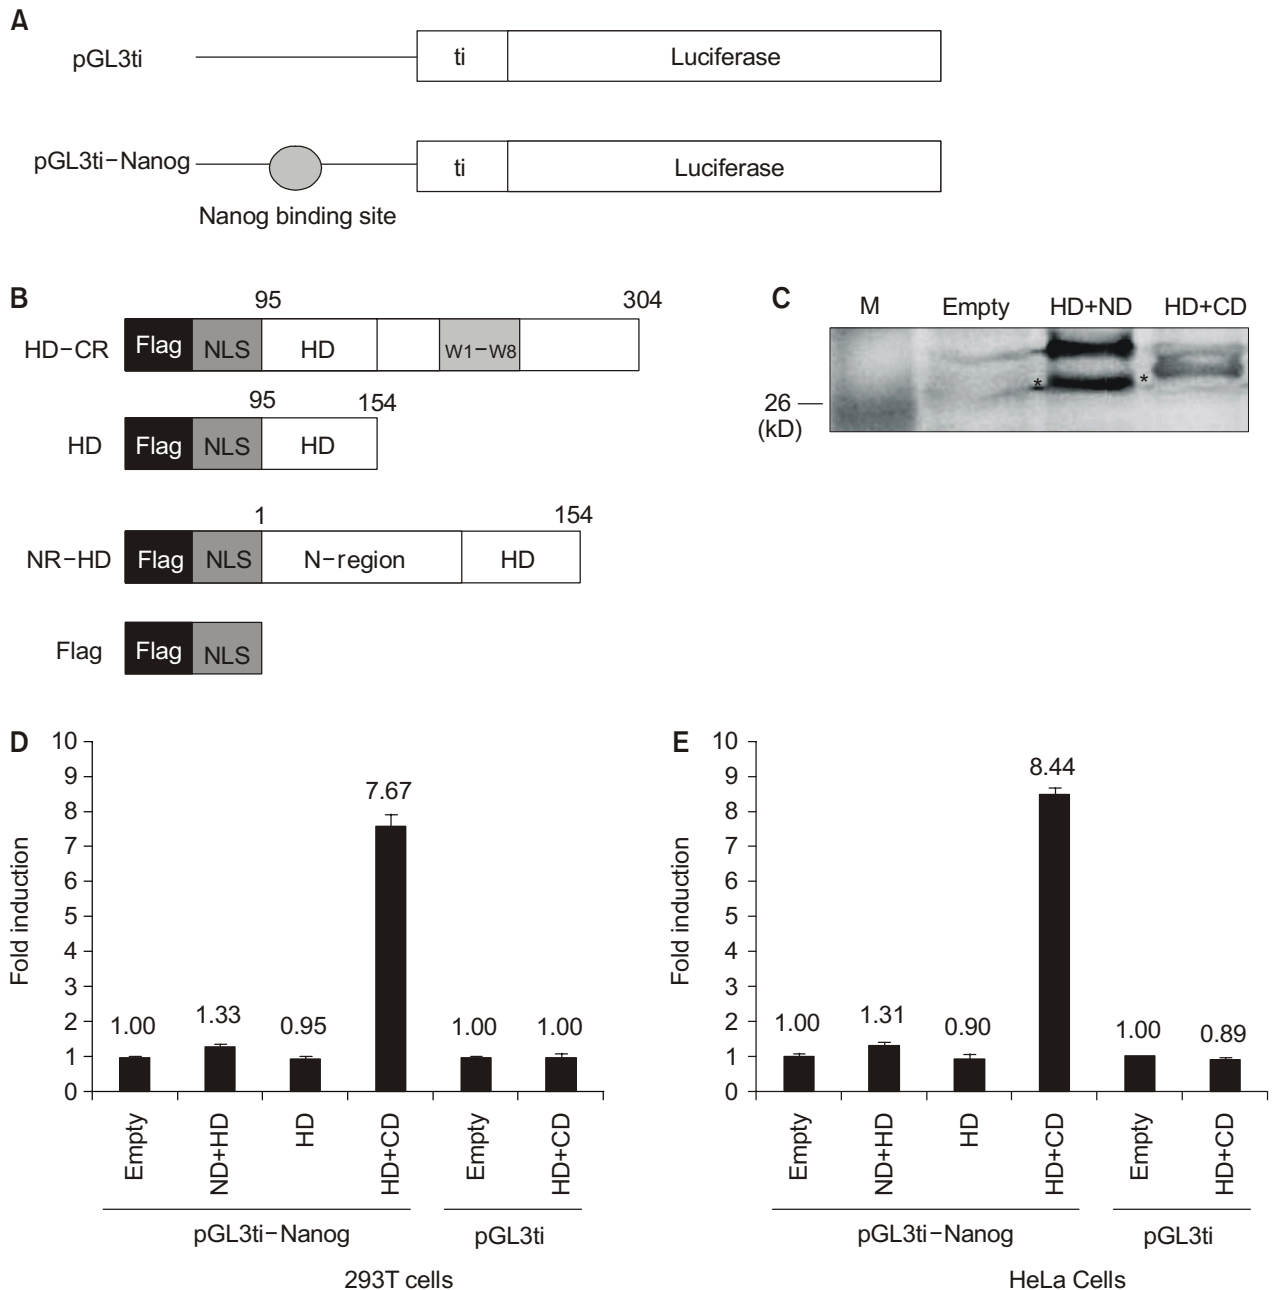 A
pGL3ti
ti
Luciferase
pGL3ti−Nanog
ti
Luciferase
Nanog binding site
B
95
304
HD−CR
Flag
NLS
HD
W1−W8
95
154
HD
Flag
NLS
HD
1
154
NR−HD
Flag
NLS
N−region
HD
Flag
Flag
NLS
C
M
Empty
HD+ND
HD+CD
*
*
26
(kD)
D
Fold induction
10
9
8
7
6
5
4
3
2
1
0
1.00
1.33
0.95
7.67
1.00
1.00
Empty
ND+HD
HD
HD+CD
Empty
HD+CD
pGL3ti−Nanog
pGL3ti
293T cells
E
Fold induction
10
9
8
7
6
5
4
3
2
1
0
1.00
1.31
0.90
8.44
1.00
0.89
Empty
ND+HD
HD
HD+CD
Empty
HD+CD
pGL3ti−Nanog
pGL3ti
HeLa Cells